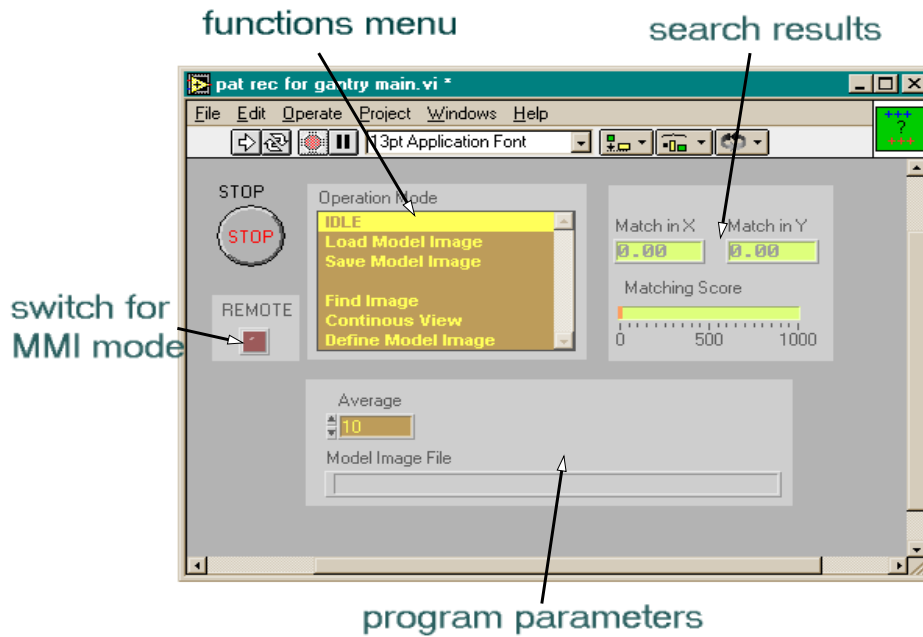 functions menu
search results
pat rec for gantry main.vi *
File Edit Operate Project Windows Help
13pt Application Font
+++
?
+++
STOP
STOP
Operation Mode
IDLE
Load Model Image
Save Model Image
Find Image
Continous View
Define Model Image
Match in X Match in Y
0.00 0.00
Matching Score
0 500 1000
switch for
MMI mode
REMOTE
Average
10
Model Image File
program parameters